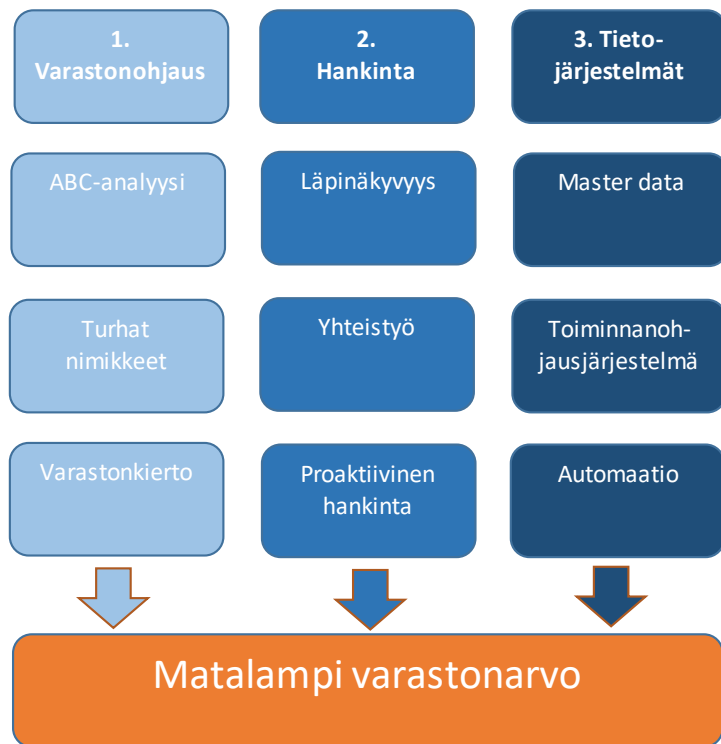 1.
Varastonohjaus
ABC-analyysi
Turhat
nimikkeet
Varastonkierto
2.
Hankinta
Läpinäkyvyys
Yhteistyö
Proaktiivinen
hankinta
3. Tieto-
järjestelmät
Master data
Toiminnanoh-
jausjärjestelmä
Automaatio
Matalampi varastonarvo